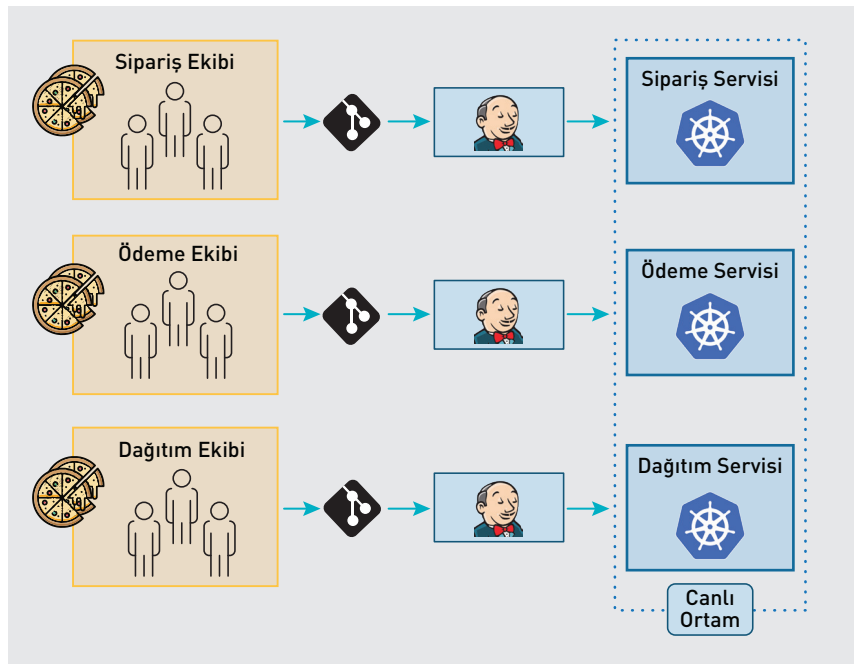 Sipariş Ekibi
Sipariş Servisi
Ödeme Ekibi
Ödeme Servisi
Dağıtım Ekibi
Dağıtım Servisi
Canlı
Ortam